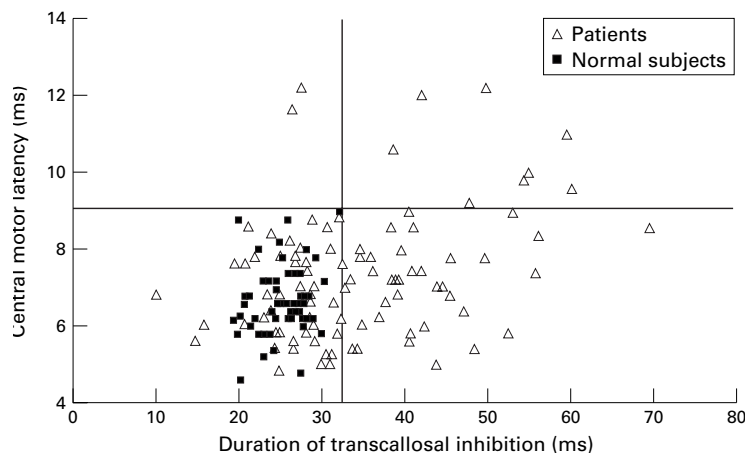 14
12
10
8
6
4
Central motor latency (ms)
Patients
Normal subjects
0 10 20 30 40 50 60 70 80
Duration of transcallosal inhibition (ms)